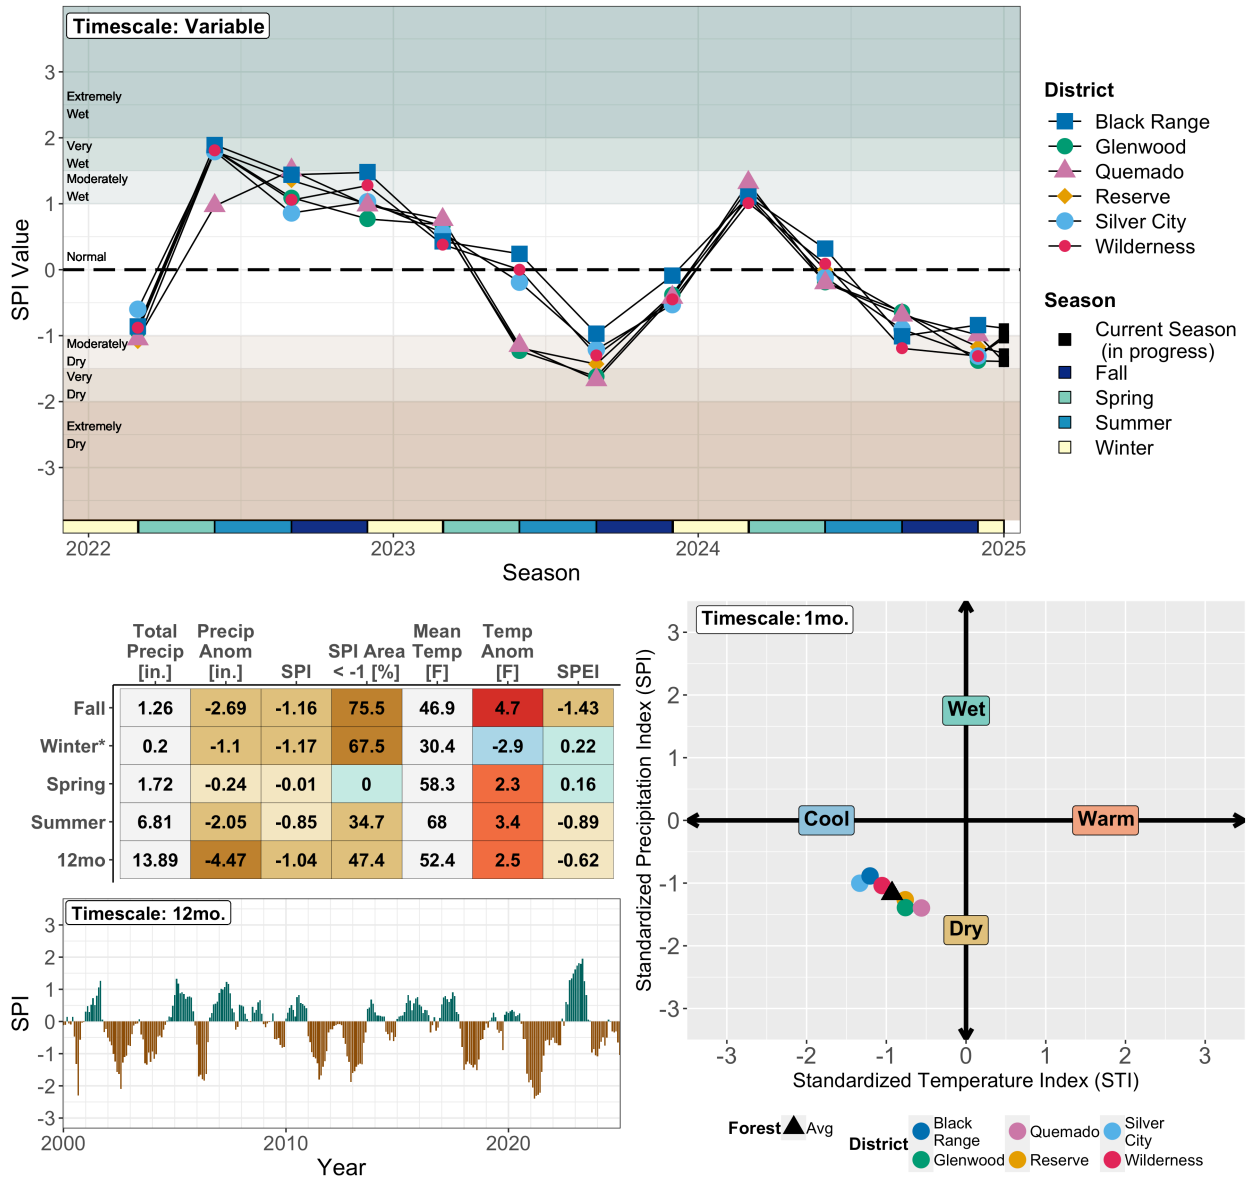 Timescale: Variable
SPI Value
3
2
1
0
-1
-2
-3
Extremely
Wet
Very
Wet
Moderately
Wet
Normal
Moderately
Dry
Very
Dry
Extremely
Dry
2022
2023
2024
2025
Season
District
Black Range
Glenwood
Quemado
Reserve
Silver City
Wilderness
Season
Current Season
(in progress)
Fall
Spring
Summer
Winter
Total Precip [in.]
Precip Anom [in.]
SPI
SPI Area < -1 [%]
Mean Temp [F]
Temp Anom [F]
SPEI
Fall 1.26 -2.69 -1.16 75.5 46.9 4.7 -1.43
Winter* 0.2 -1.1 -1.17 67.5 30.4 -2.9 0.22
Spring 1.72 -0.24 -0.01 0 58.3 2.3 0.16
Summer 6.81 -2.05 -0.85 34.7 68 3.4 -0.89
12mo 13.89 -4.47 -1.04 47.4 52.4 2.5 -0.62
Timescale: 12mo.
SPI
3
2
1
0
-1
-2
-3
2000
2010
2020
Year
Timescale: 1mo.
Standardized Precipitation Index (SPI)
3
2
1
0
-1
-2
-3
Wet
Cool
Warm
Dry
-3
-2
-1
0
1
2
3
Standardized Temperature Index (STI)
Forest
Avg
District
Black
Range
Glenwood
Quemado
Reserve
Silver
City
Wilderness